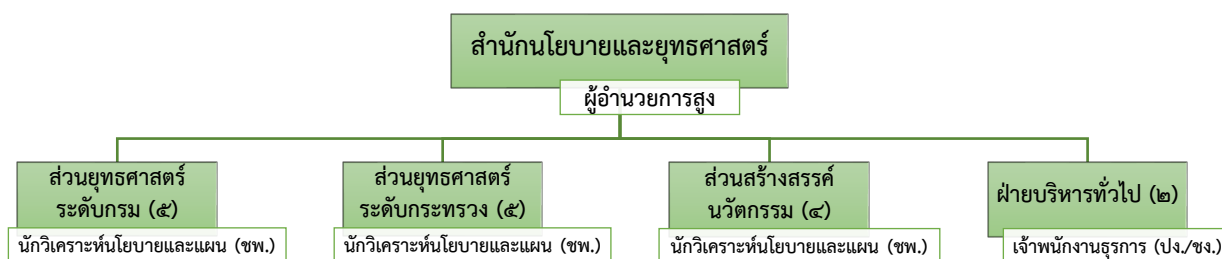 สำนักนโยบายและยุทธศาสตร์
ผู้อำนวยการสูง
ส่วนยุทธศาสตร์
ระดับกรม (๕)
นักวิเคราะห์นโยบายและแผน (ชพ.)
ส่วนยุทธศาสตร์
ระดับกระทรวง (๕)
นักวิเคราะห์นโยบายและแผน (ชพ.)
ส่วนสร้างสรรค์
นวัตกรรม (๔)
นักวิเคราะห์นโยบายและแผน (ชพ.)
ฝ่ายบริหารทั่วไป (๒)
เจ้าพนักงานธุรการ (ปง./ชง.)